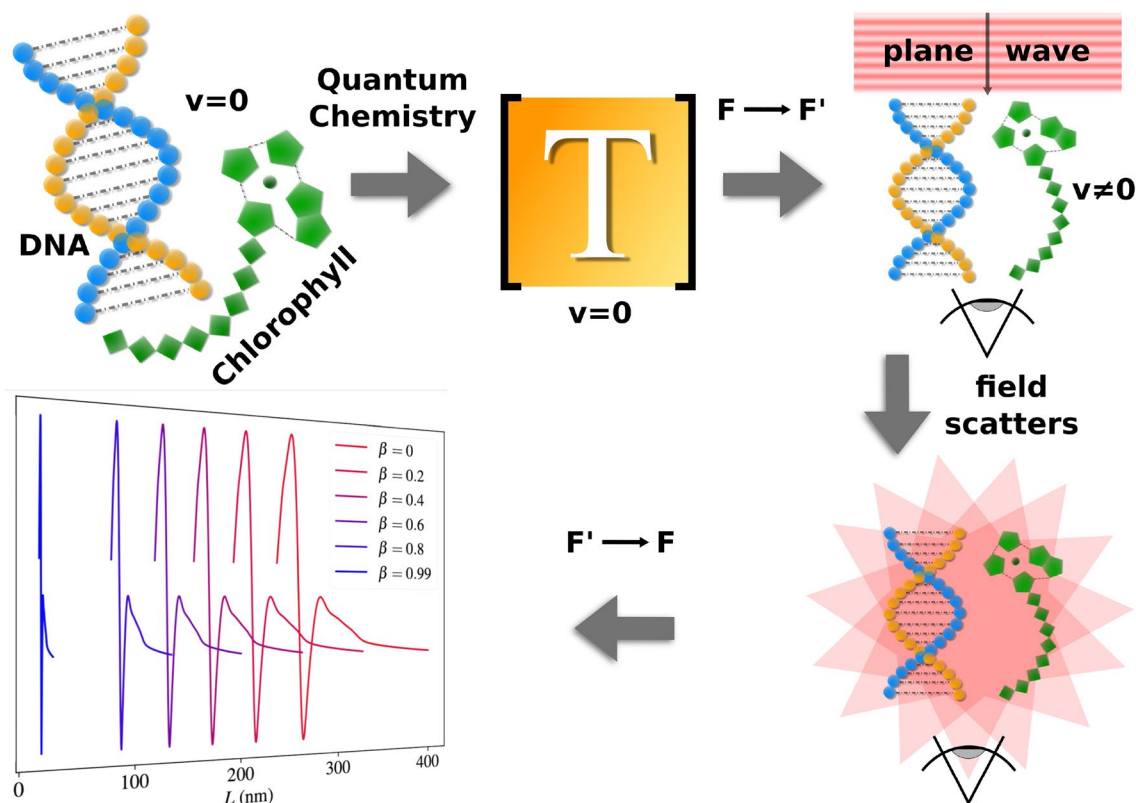 v=0
DNA
Chlorophyll
Quantum
Chemistry
T
v=0
F → F'
plane wave
v≠0
field
scatters
F' → F
β = 0
β = 0.2
β = 0.4
β = 0.6
β = 0.8
β = 0.99
0 100 200 300 400
L (nm)